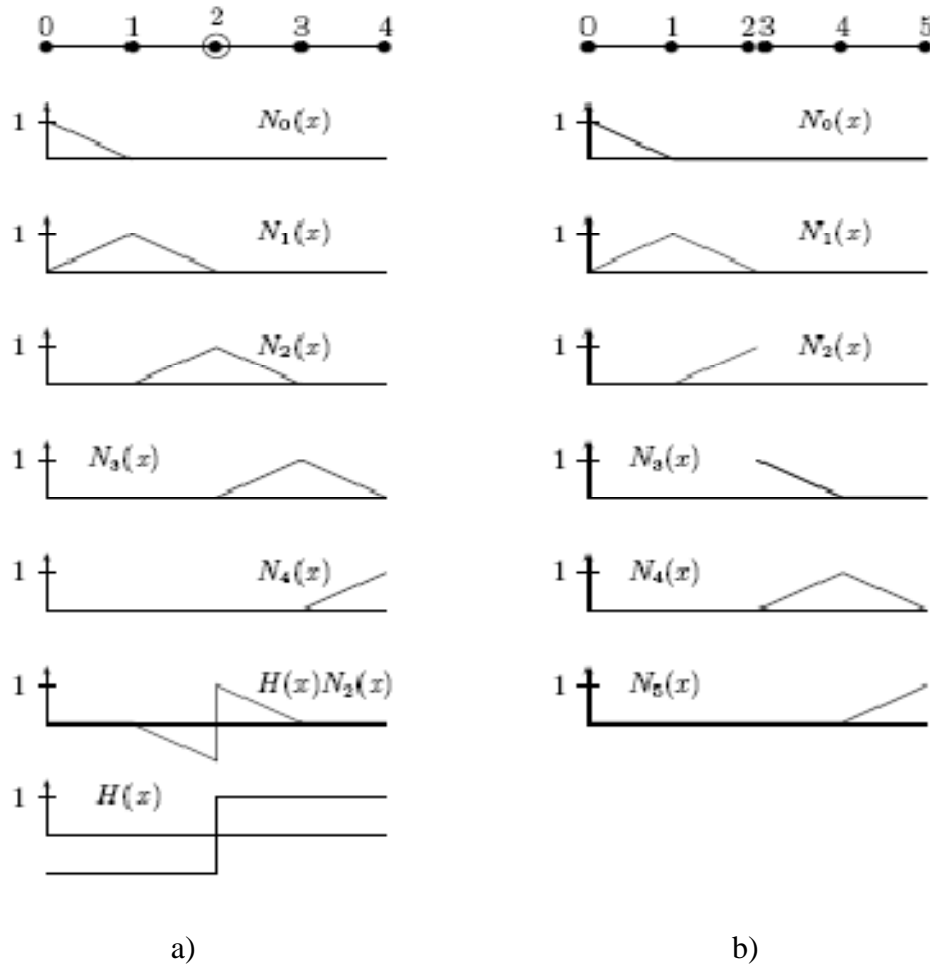 0 1 2 3 4
1 N₀(x)
1 N₁(x)
1 N₂(x)
1 N₃(x)
1 N₄(x)
1 H(x)N₂(x)
1 H(x)
a)
0 1 2 3 4 5
1 N₀(x)
1 N₁(x)
1 N₂(x)
1 N₃(x)
1 N₄(x)
1 N₅(x)
b)